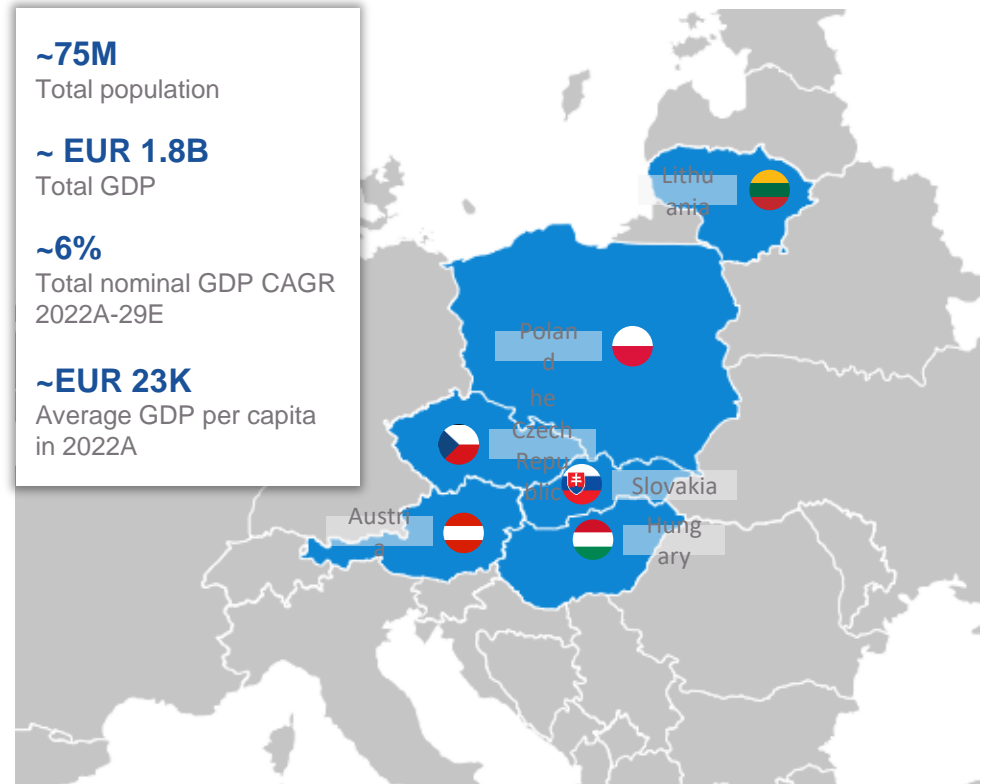 ~75M
Total population
~ EUR 1.8B
Total GDP
~6%
Total nominal GDP CAGR
2022A-29E
~EUR 23K
Average GDP per capita
in 2022A
Lithu
ania
Polan
d
he
Czech
Repu
blic
Slovakia
Austri
a
Hung
ary